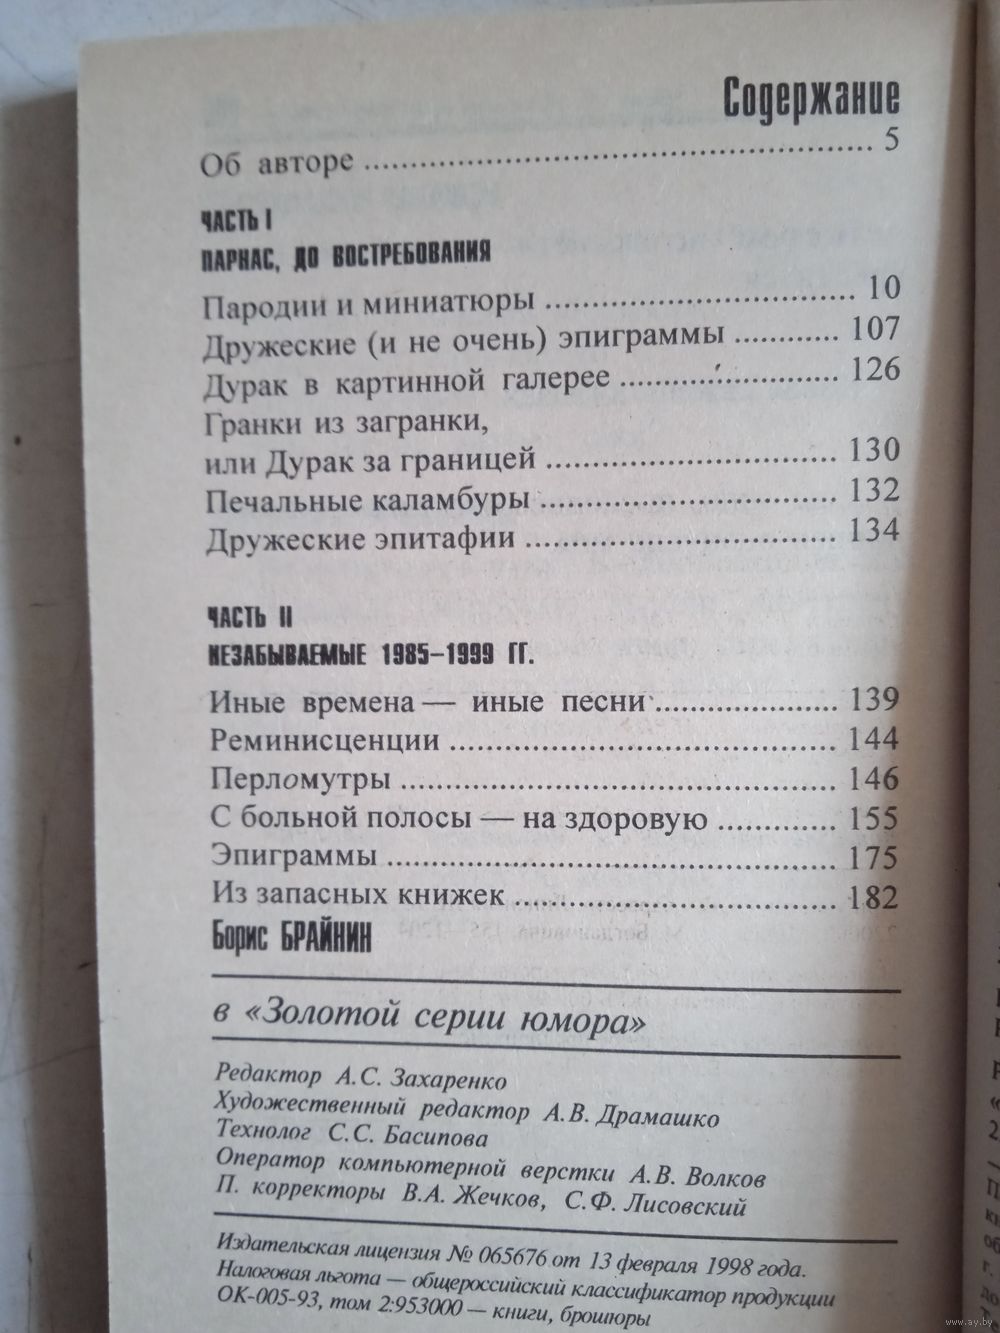 Содержание
Об авторе ........ 5
ЧАСТЬ I
ПАРНАС, ДО ВОСТРЕБОВАНИЯ
Пародии и миниатюры ........ 10
Дружеские (и не очень) эпиграммы ........ 107
Дурак в картинной галерее ........ 126
Гранки из загранки,
или Дурак за границей ........ 130
Печальные каламбуры ........ 132
Дружеские эпитафии ........ 134
ЧАСТЬ II
НЕЗАБЫВАЕМЫЕ 1985–1999 ГГ.
Иные времена — иные песни ........ 139
Реминисценции ........ 144
Перломутры ........ 146
С больной полосы — на здоровую ........ 155
Эпиграммы ........ 175
Из запасных книжек ........ 182
Борис БРАЙНИН
в «Золотой серии юмора»
Редактор А.С. Захаренко
Художественный редактор А.В. Драмашко
Технолог С.С. Басипова
Оператор компьютерной верстки А.В. Волков
П. корректоры В.А. Жечков, С.Ф. Лисовский
Издательская лицензия № 065676 от 13 февраля 1998 года.
Налоговая льгота — общероссийский классификатор продукции
ОК-005-93, том 2:953000 — книги, брошюры
www.ay.by